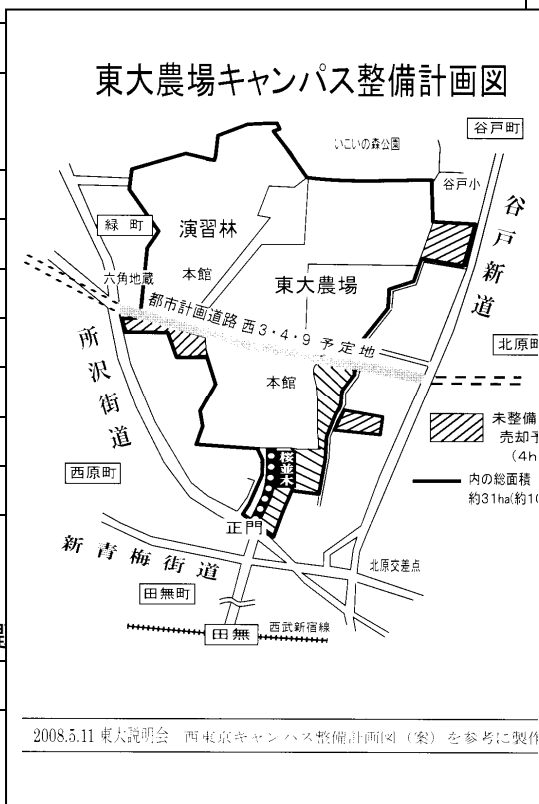 東大農場キャンパス整備計画図
谷戸町
いこいの森公園
谷戸小
谷戸新道
緑町
演習林
本館
六角地蔵
東大農場
都市計画道路 西3・4・9 予定地
北原町
所沢街道
本館
未整備
売却予
(4h
内の総面積
約31ha(約10
西原町
桜並木
正門
新青梅街道
北原交差点
田無町
西武新宿線
田無
2008.5.11 東大説明会 西東京キャンパス整備計画図(案)を参考に製作